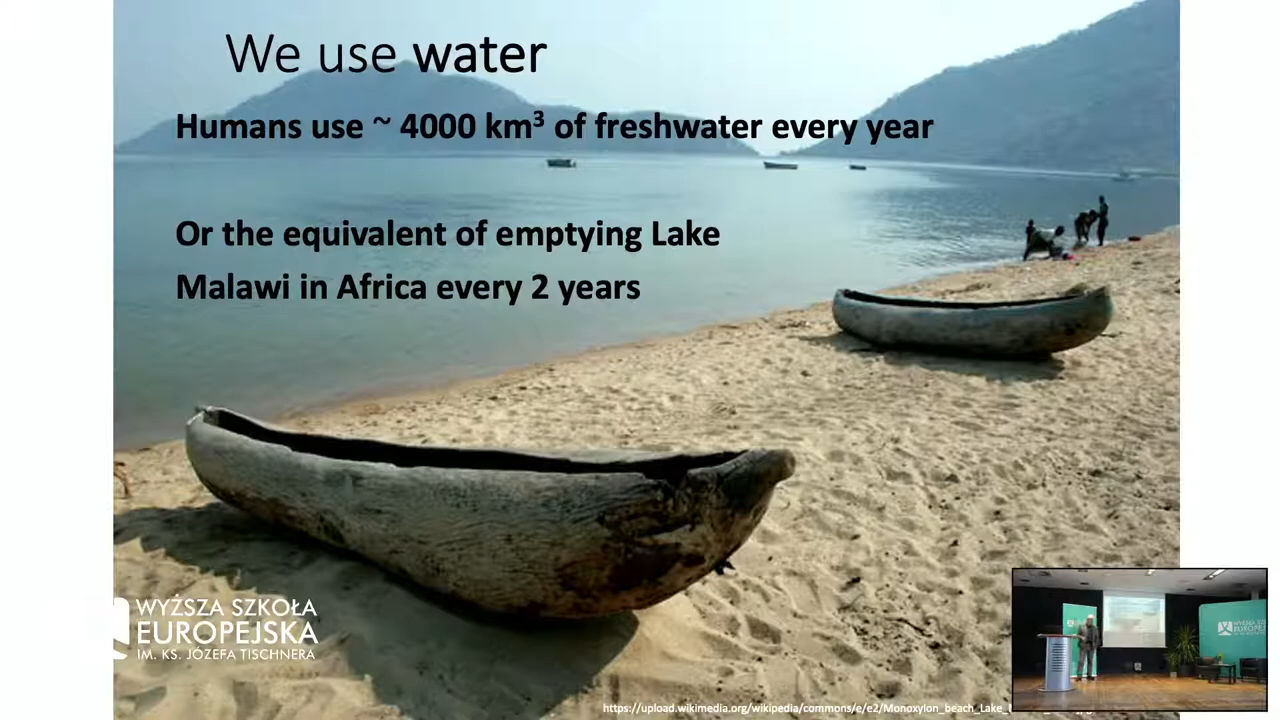 We use water
Humans use ~ 4000 km³ of freshwater every year
Or the equivalent of emptying Lake
Malawi in Africa every 2 years
WYŻSZA SZKOŁA
EUROPEJSKA
IM. KS. JÓZEFA TISCHNERA
https://upload.wikimedia.org/wikipedia/commons/e/e2/Monoxylon_beach_Lake_